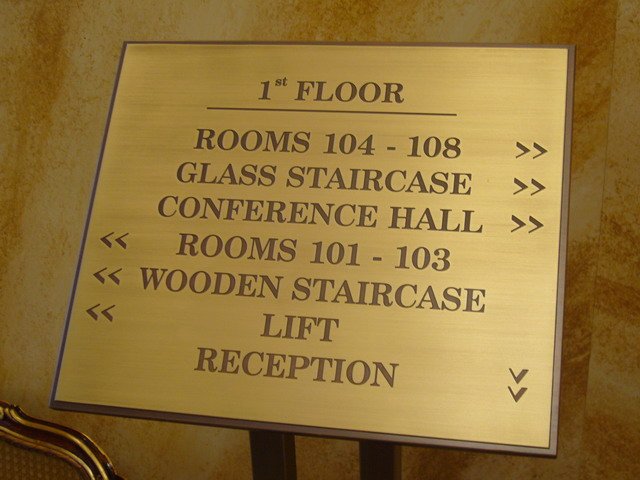 1st FLOOR
ROOMS 104 - 108 >>
GLASS STAIRCASE >>
CONFERENCE HALL >>
<< ROOMS 101 - 103
<< WOODEN STAIRCASE
<< LIFT
RECEPTION >>